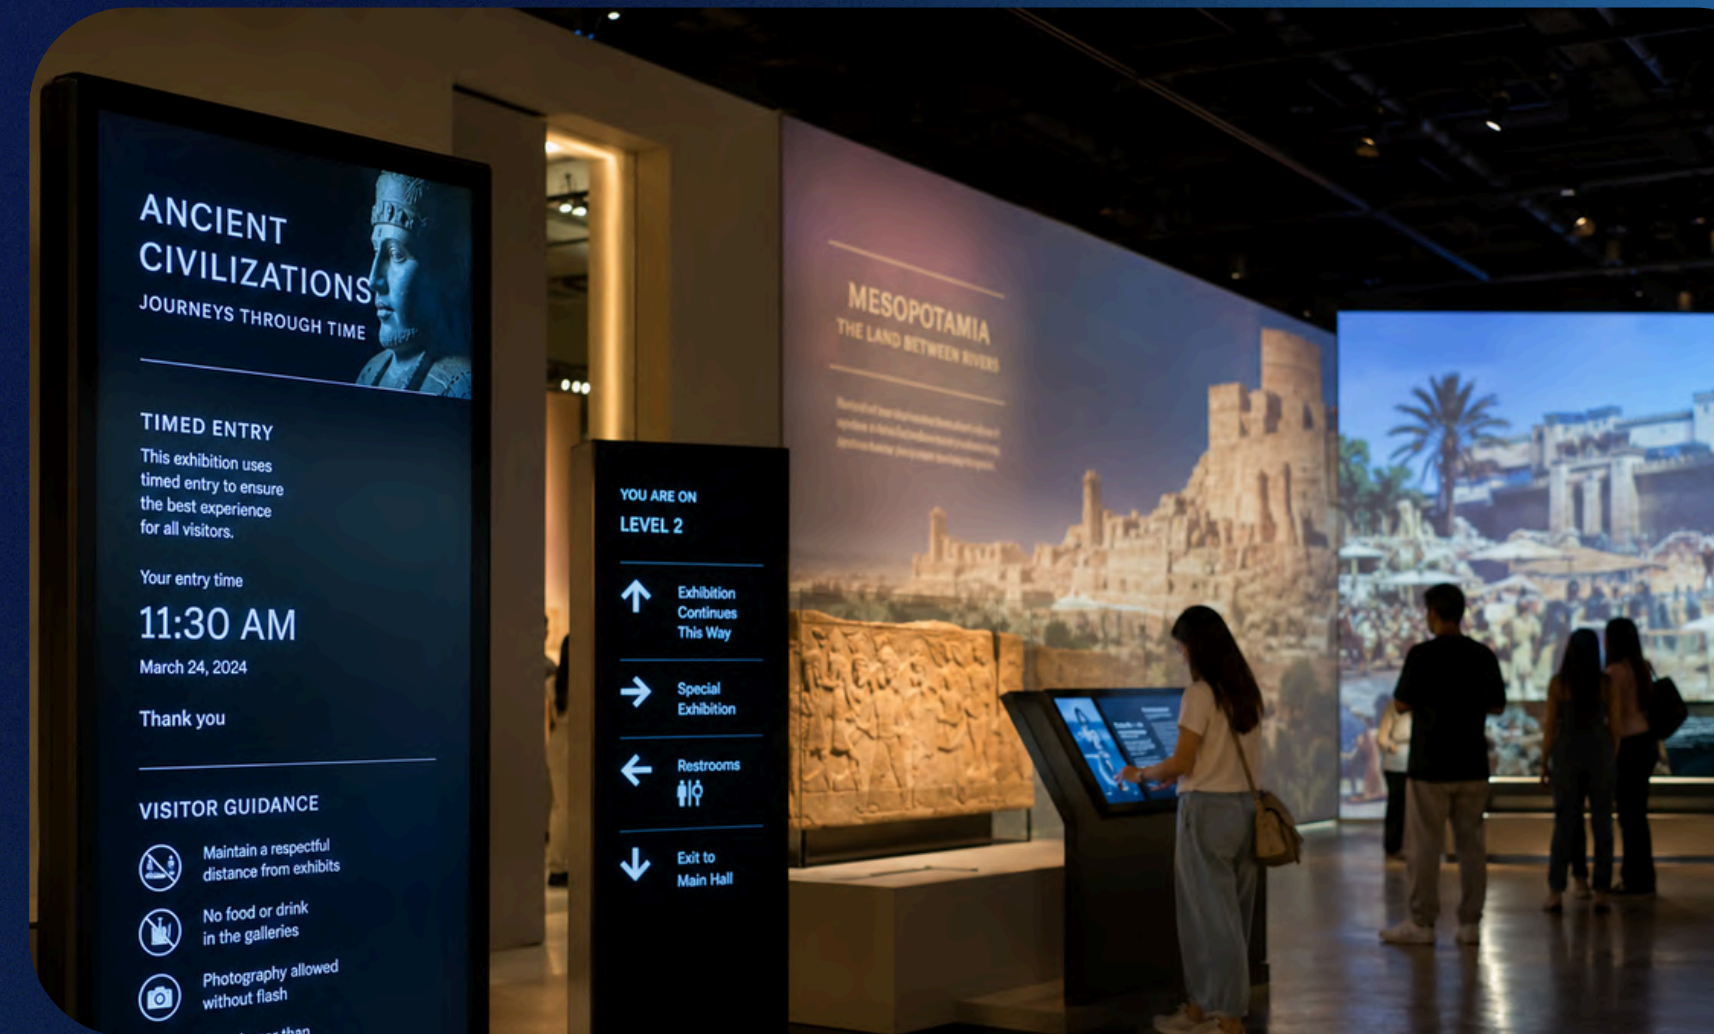 ANCIENT
CIVILIZATIONS
JOURNEYS THROUGH TIME
TIMED ENTRY
This exhibition uses
timed entry to ensure
the best experience
for all visitors.
Your entry time
11:30 AM
March 24, 2024
Thank you
VISITOR GUIDANCE
Maintain a respectful
distance from exhibits
No food or drink
in the galleries
Photography allowed
without flash
than
YOU ARE ON
LEVEL 2
Exhibition
Continues
This Way
Special
Exhibition
Restrooms
Exit to
Main Hall
MESOPOTAMIA
THE LAND BETWEEN RIVERS